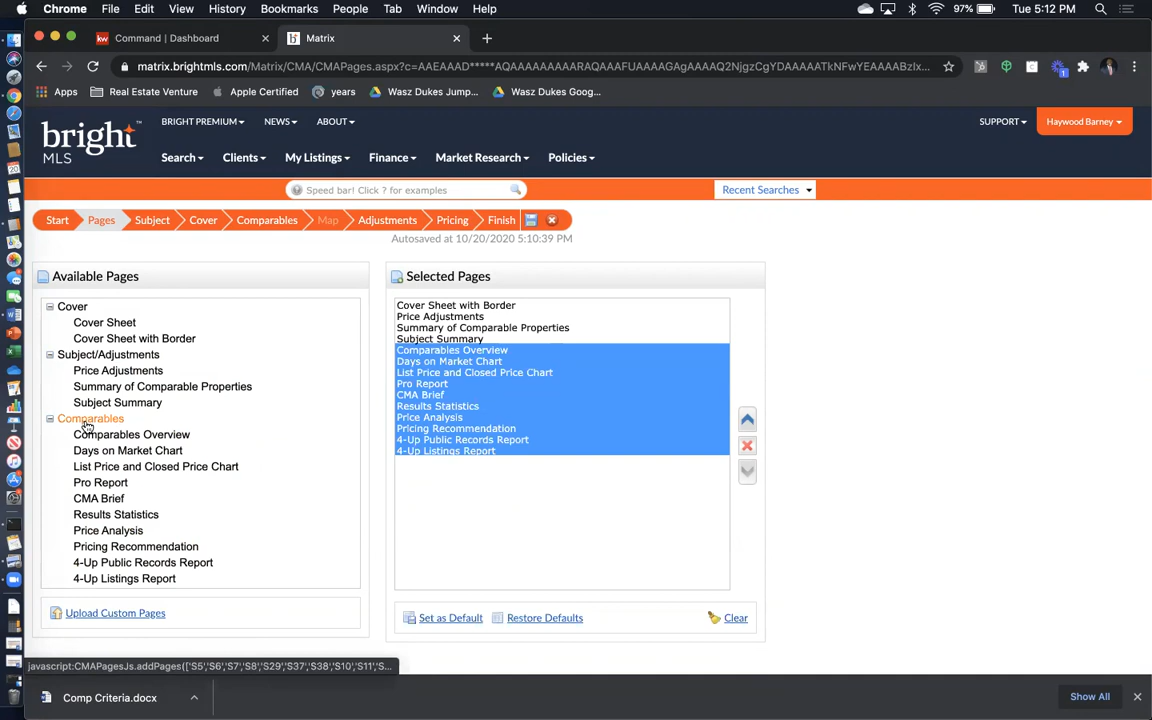 Chrome File Edit View History Bookmarks People Tab Window Help 97% Tue 5:12 PM
kw Command | Dashboard Matrix
matrix.brightmls.com/Matrix/CMA/CMAPages.aspx?c=AAEAAAD*****AQAAAAAAAAARAQAAAFUAAAAGAgAAAAQ2NjgzCgYDAAAAATkNFwYEAAAABzIx...
Apps Real Estate Venture Apple Certified years Wasz Dukes Jump... Wasz Dukes Goog...
BRIGHT PREMIUM NEWS ABOUT SUPPORT Haywood Barney
bright
MLS
Search Clients My Listings Finance Market Research Policies
Speed bar! Click ? for examples Recent Searches
Start Pages Subject Cover Comparables Map Adjustments Pricing Finish
Autosaved at 10/20/2020 5:10:39 PM
Available Pages
Cover
Cover Sheet
Cover Sheet with Border
Subject/Adjustments
Price Adjustments
Summary of Comparable Properties
Subject Summary
Comparables
Comparables Overview
Days on Market Chart
List Price and Closed Price Chart
Pro Report
CMA Brief
Results Statistics
Price Analysis
Pricing Recommendation
4-Up Public Records Report
4-Up Listings Report
Upload Custom Pages
Selected Pages
Cover Sheet with Border
Price Adjustments
Summary of Comparable Properties
Subject Summary
Comparables Overview
Days on Market Chart
List Price and Closed Price Chart
Pro Report
CMA Brief
Results Statistics
Price Analysis
Pricing Recommendation
4-Up Public Records Report
4-Up Listings Report
Set as Default Restore Defaults Clear
javascript:CMAPagesJs.addPages(['S5','S6','S7','S8','S29','S37','S38','S10','S11','S...
Comp Criteria.docx Show All